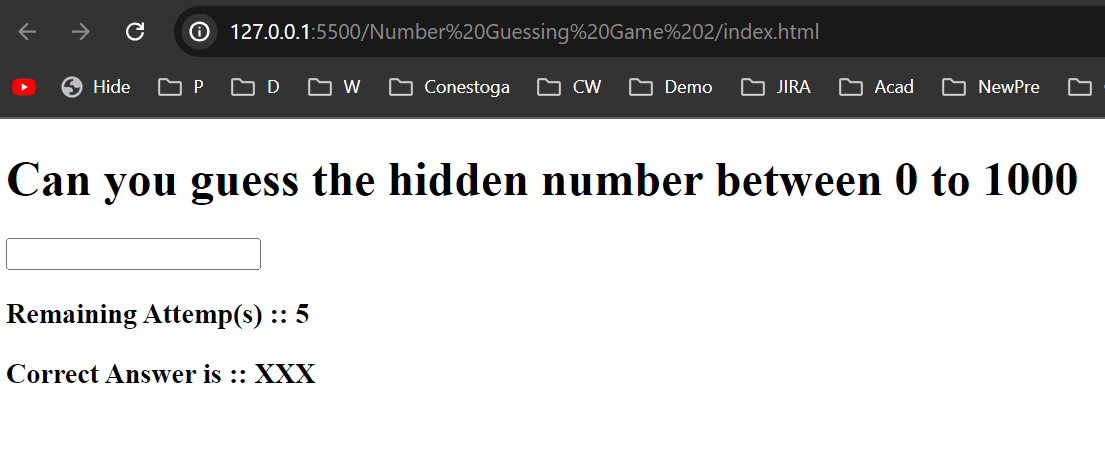 127.0.0.1:5500/Number%20Guessing%20Game%202/index.html
Hide P D W Conestoga CW Demo JIRA Acad NewPre
Can you guess the hidden number between 0 to 1000
Remaining Attemp(s) :: 5
Correct Answer is :: XXX